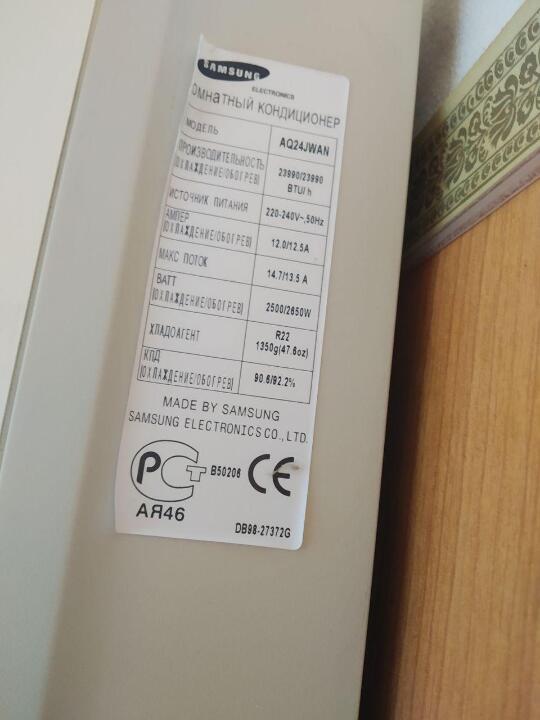 SAMSUNG
ELECTRONICS
ОМНаТНЫЙ КОНДИЦИОНЕР
МОДЕЛЬ AQ24JWAN
ПРОИЗВОДИТЕЛЬНОСТЬ
(ОХЛАЖДЕНИЕ/ОБОГРЕВ) 23990/23990
BTU/h
ИСТОЧНИК ПИТАНИЯ 220-240V~,50Hz
АМПЕР
(ОХЛАЖДЕНИЕ/ОБОГРЕВ) 12.0/12.5A
МАКС ПОТОК 14.7/13.5 A
ВАТТ
(ОХЛАЖДЕНИЕ/ОБОГРЕВ) 2500/2650W
ХЛАДОАГЕНТ R22
1350g(47.6oz)
КПД
(ОХЛАЖДЕНИЕ/ОБОГРЕВ) 90.6/92.2%
MADE BY SAMSUNG
SAMSUNG ELECTRONICS CO., LTD.
РСТ B50206 CE
АЯ46
DB98-27372G